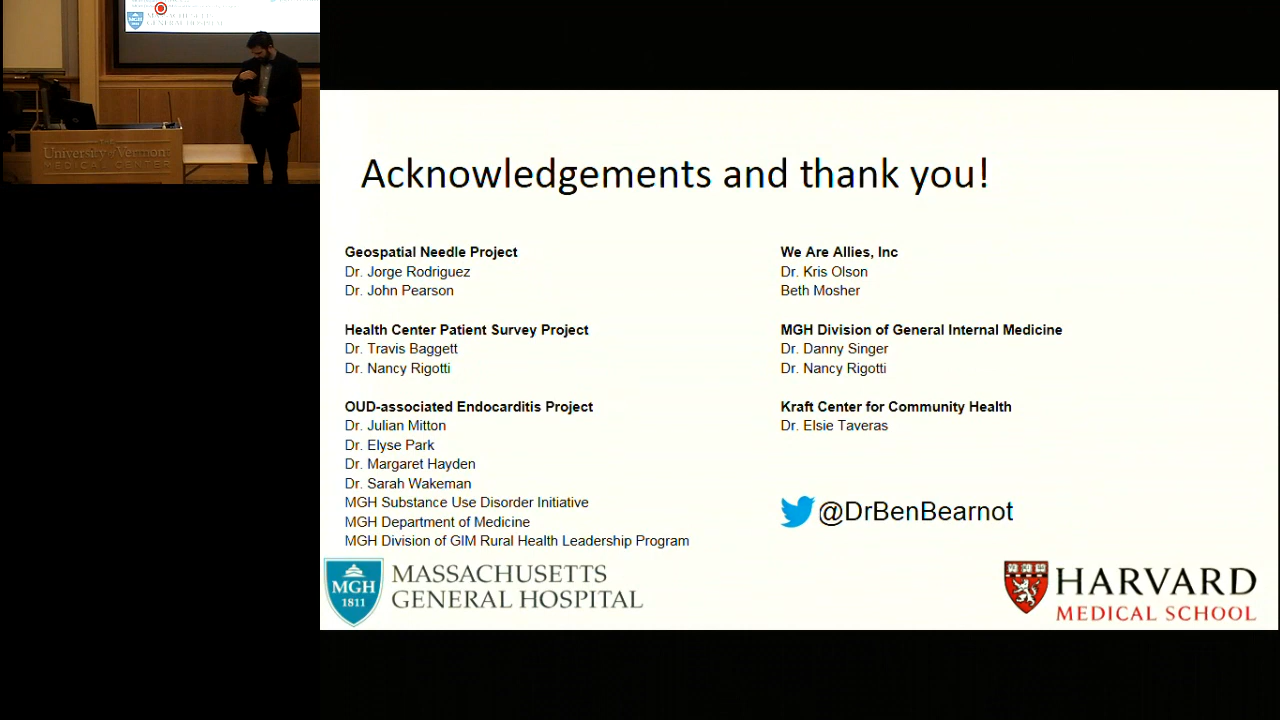 MASSACHUSETTS
GENERAL HOSPITAL
THE
University of Vermont
MEDICAL CENTER
Acknowledgements and thank you!
Geospatial Needle Project
Dr. Jorge Rodriguez
Dr. John Pearson
Health Center Patient Survey Project
Dr. Travis Baggett
Dr. Nancy Rigotti
OUD-associated Endocarditis Project
Dr. Julian Mitton
Dr. Elyse Park
Dr. Margaret Hayden
Dr. Sarah Wakeman
MGH Substance Use Disorder Initiative
MGH Department of Medicine
MGH Division of GIM Rural Health Leadership Program
We Are Allies, Inc
Dr. Kris Olson
Beth Mosher
MGH Division of General Internal Medicine
Dr. Danny Singer
Dr. Nancy Rigotti
Kraft Center for Community Health
Dr. Elsie Taveras
@DrBenBearnot
MGH
1811
MASSACHUSETTS
GENERAL HOSPITAL
HARVARD
MEDICAL SCHOOL